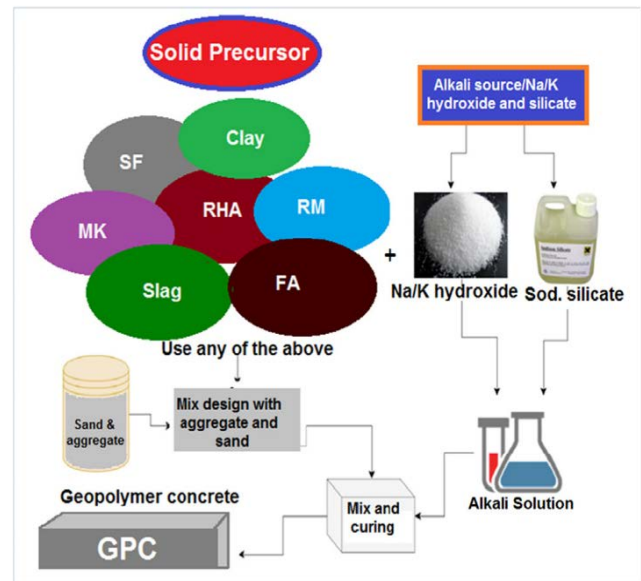 Solid Precursor
Alkali source/Na/K
hydroxide and silicate
Clay
SF
RHA
RM
MK
Slag
FA
+
Na/K hydroxide
Sod. silicate
Use any of the above
Sand &
aggregate
Mix design with
aggregate and
sand
Alkali Solution
Mix and
curing
Geopolymer concrete
GPC